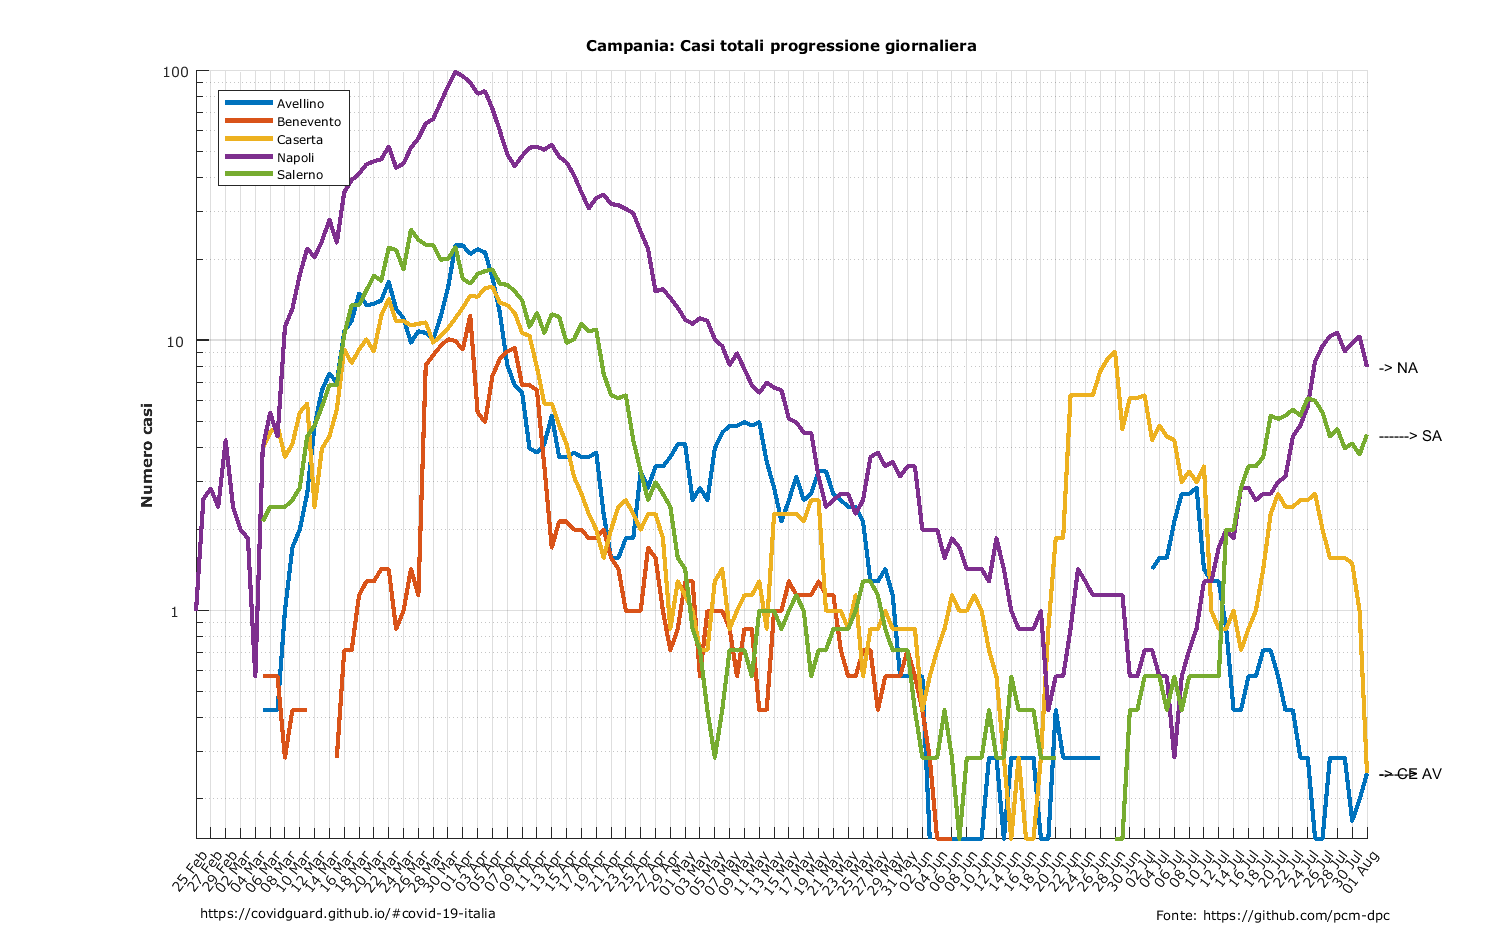 Campania: Casi totali progressione giornaliera
100
10
1
Numero casi
Avellino
Benevento
Caserta
Napoli
Salerno
-> NA
------> SA
-> CE AV
25 Feb
27 Feb
29 Feb
02 Mar
04 Mar
06 Mar
08 Mar
10 Mar
12 Mar
14 Mar
16 Mar
18 Mar
20 Mar
22 Mar
24 Mar
26 Mar
28 Mar
30 Mar
01 Apr
03 Apr
05 Apr
07 Apr
09 Apr
11 Apr
13 Apr
15 Apr
17 Apr
19 Apr
21 Apr
23 Apr
25 Apr
27 Apr
29 Apr
01 May
03 May
05 May
07 May
09 May
11 May
13 May
15 May
17 May
19 May
21 May
23 May
25 May
27 May
29 May
31 May
02 Jun
04 Jun
06 Jun
08 Jun
10 Jun
12 Jun
14 Jun
16 Jun
18 Jun
20 Jun
22 Jun
24 Jun
26 Jun
28 Jun
30 Jun
02 Jul
04 Jul
06 Jul
08 Jul
10 Jul
12 Jul
14 Jul
16 Jul
18 Jul
20 Jul
22 Jul
24 Jul
26 Jul
28 Jul
30 Jul
01 Aug
https://covidguard.github.io/#covid-19-italia
Fonte: https://github.com/pcm-dpc